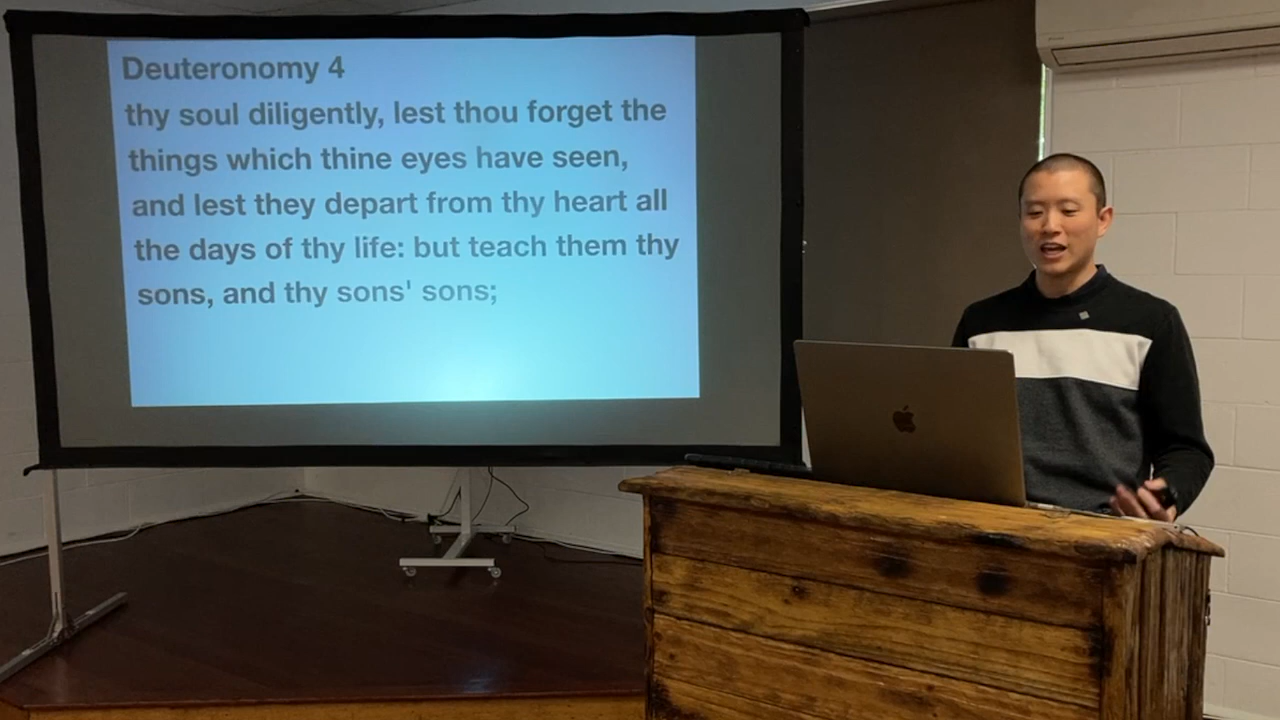 Deuteronomy 4
thy soul diligently, lest thou forget the
things which thine eyes have seen,
and lest they depart from thy heart all
the days of thy life: but teach them thy
sons, and thy sons' sons;